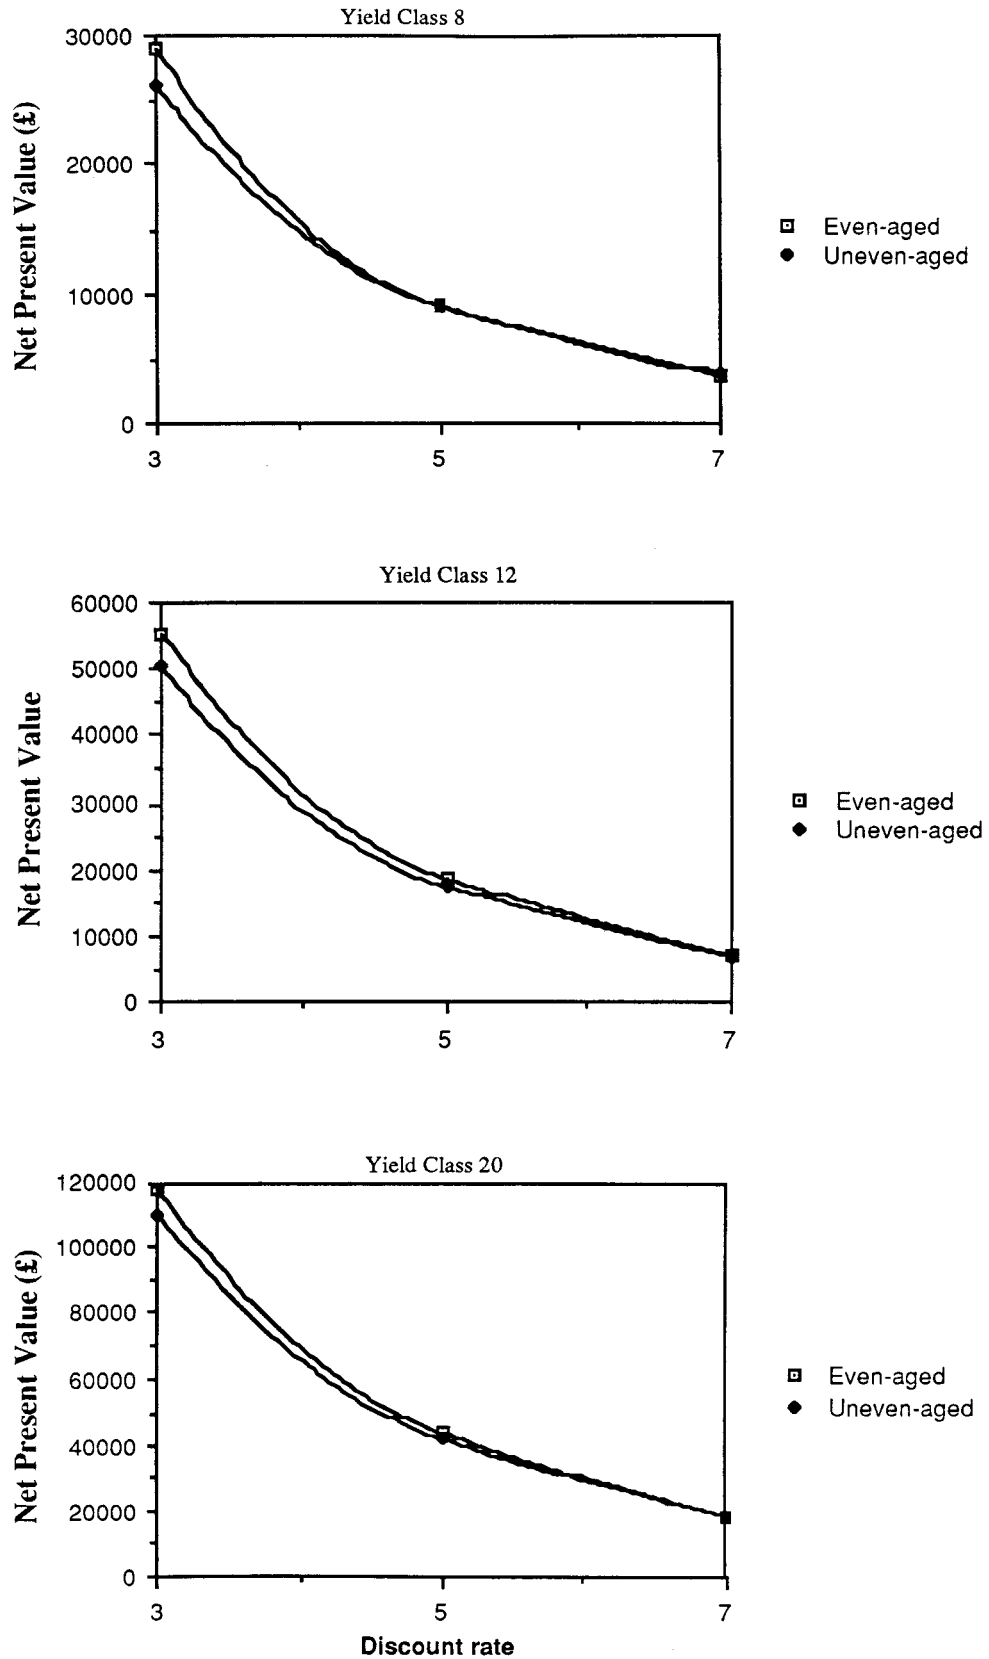 Yield Class 8
Net Present Value (£)
30000
20000
10000
0
3 5 7
Even-aged
Uneven-aged
Yield Class 12
Net Present Value
60000
50000
40000
30000
20000
10000
0
3 5 7
Even-aged
Uneven-aged
Yield Class 20
Net Present Value (£)
120000
100000
80000
60000
40000
20000
0
3 5 7
Discount rate
Even-aged
Uneven-aged